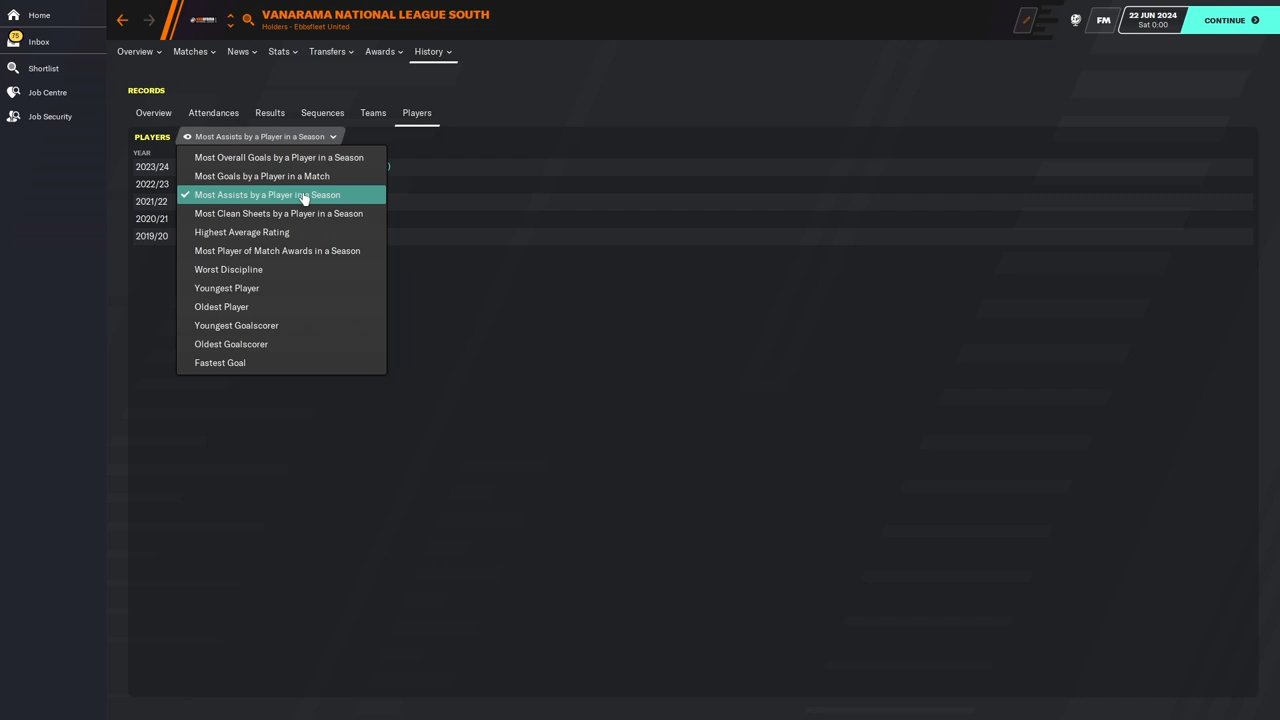 Home
75
Inbox
Shortlist
Job Centre
Job Security
VANARAMA NATIONAL LEAGUE SOUTH
Holders - Ebbsfleet United
FM
22 JUN 2024
Sat 0:00
CONTINUE
Overview
Matches
News
Stats
Transfers
Awards
History
RECORDS
Overview
Attendances
Results
Sequences
Teams
Players
PLAYERS
Most Assists by a Player in a Season
YEAR
2023/24
)
2022/23
2021/22
2020/21
2019/20
Most Overall Goals by a Player in a Season
Most Goals by a Player in a Match
Most Assists by a Player in a Season
Most Clean Sheets by a Player in a Season
Highest Average Rating
Most Player of Match Awards in a Season
Worst Discipline
Youngest Player
Oldest Player
Youngest Goalscorer
Oldest Goalscorer
Fastest Goal